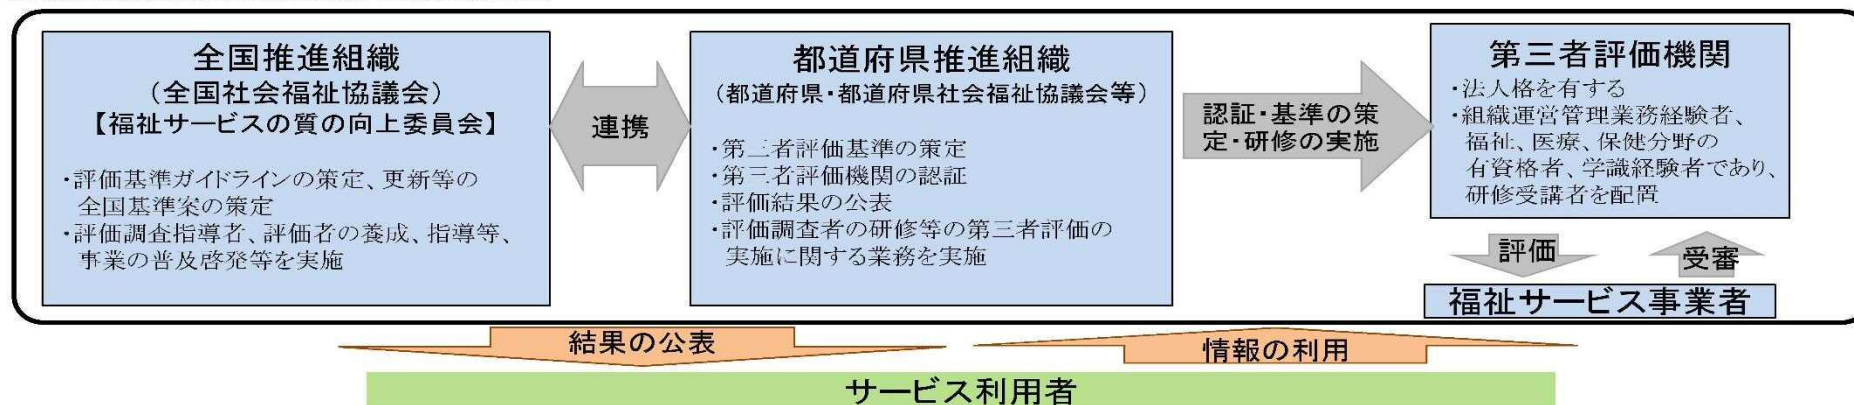 全国推進組織
（全国社会福祉協議会）
【福祉サービスの質の向上委員会】
・評価基準ガイドラインの策定、更新等の
全国基準案の策定
・評価調査指導者、評価者の養成、指導等、
事業の普及啓発等を実施
連携
都道府県推進組織
（都道府県・都道府県社会福祉協議会等）
・第三者評価基準の策定
・第三者評価機関の認証
・評価結果の公表
・評価調査者の研修等の第三者評価の
実施に関する業務を実施
認証・基準の策
定・研修の実施
第三者評価機関
・法人格を有する
・組織運営管理業務経験者、
福祉、医療、保健分野の
有資格者、学識経験者であり、
研修受講者を配置
評価
受審
福祉サービス事業者
結果の公表
情報の利用
サービス利用者